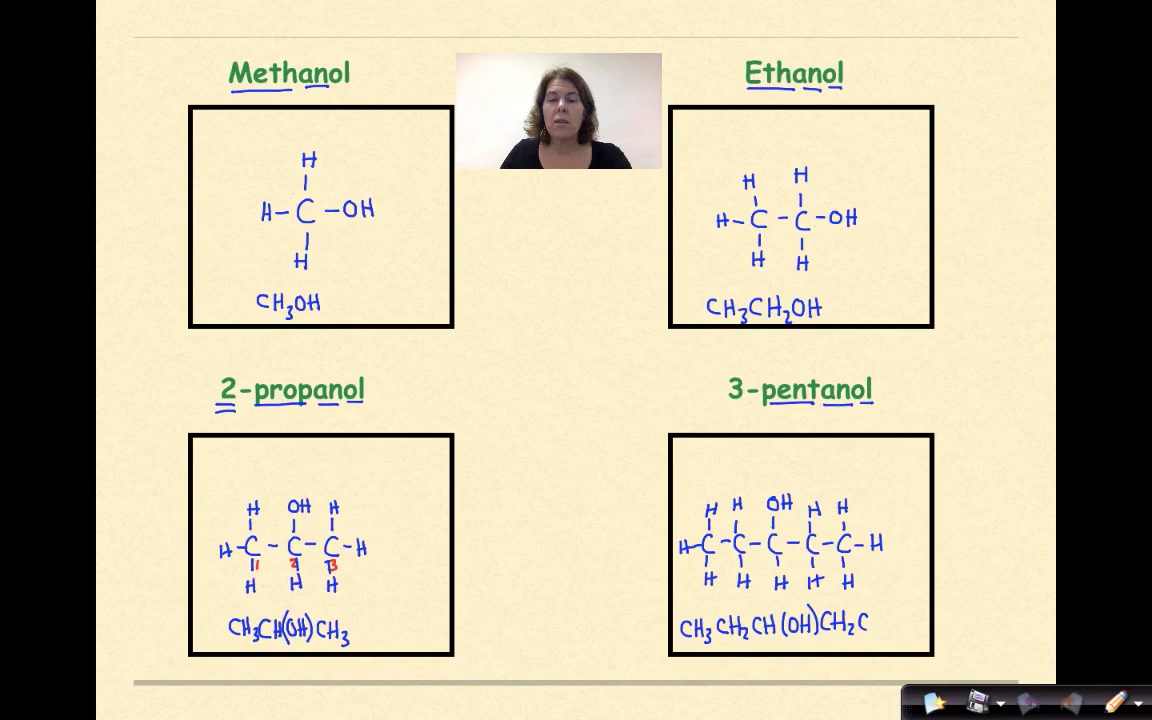 Methanol
H
H-C-OH
H
CH3OH
Ethanol
H H
H-C-C-OH
H H
CH3CH2OH
2-propanol
H OH H
H-C-C-C-H
1 2 3
H H H
CH3CH(OH)CH3
3-pentanol
H H OH H H
H-C-C-C-C-C-H
H H H H H
CH3CH2CH(OH)CH2C